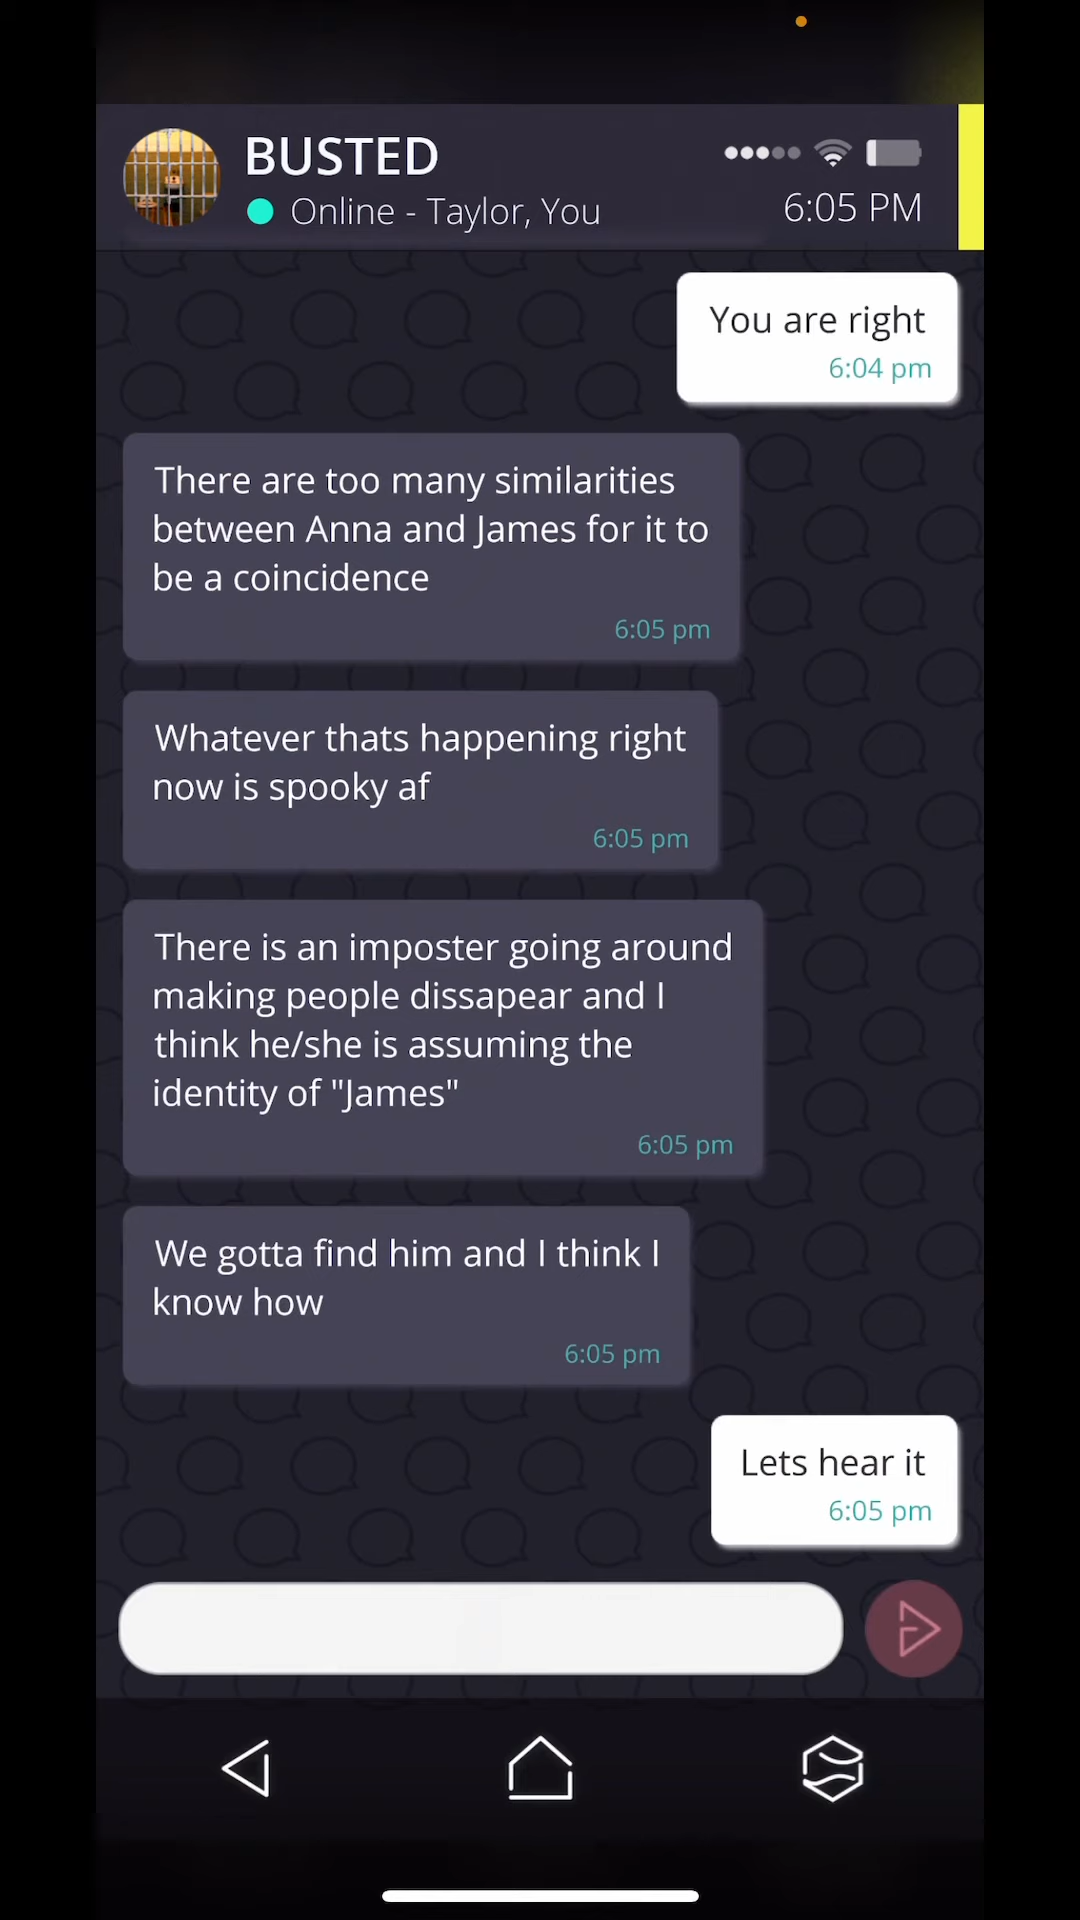 BUSTED
Online - Taylor, You
6:05 PM
You are right
6:04 pm
There are too many similarities
between Anna and James for it to
be a coincidence
6:05 pm
Whatever thats happening right
now is spooky af
6:05 pm
There is an imposter going around
making people dissapear and I
think he/she is assuming the
identity of "James"
6:05 pm
We gotta find him and I think I
know how
6:05 pm
Lets hear it
6:05 pm